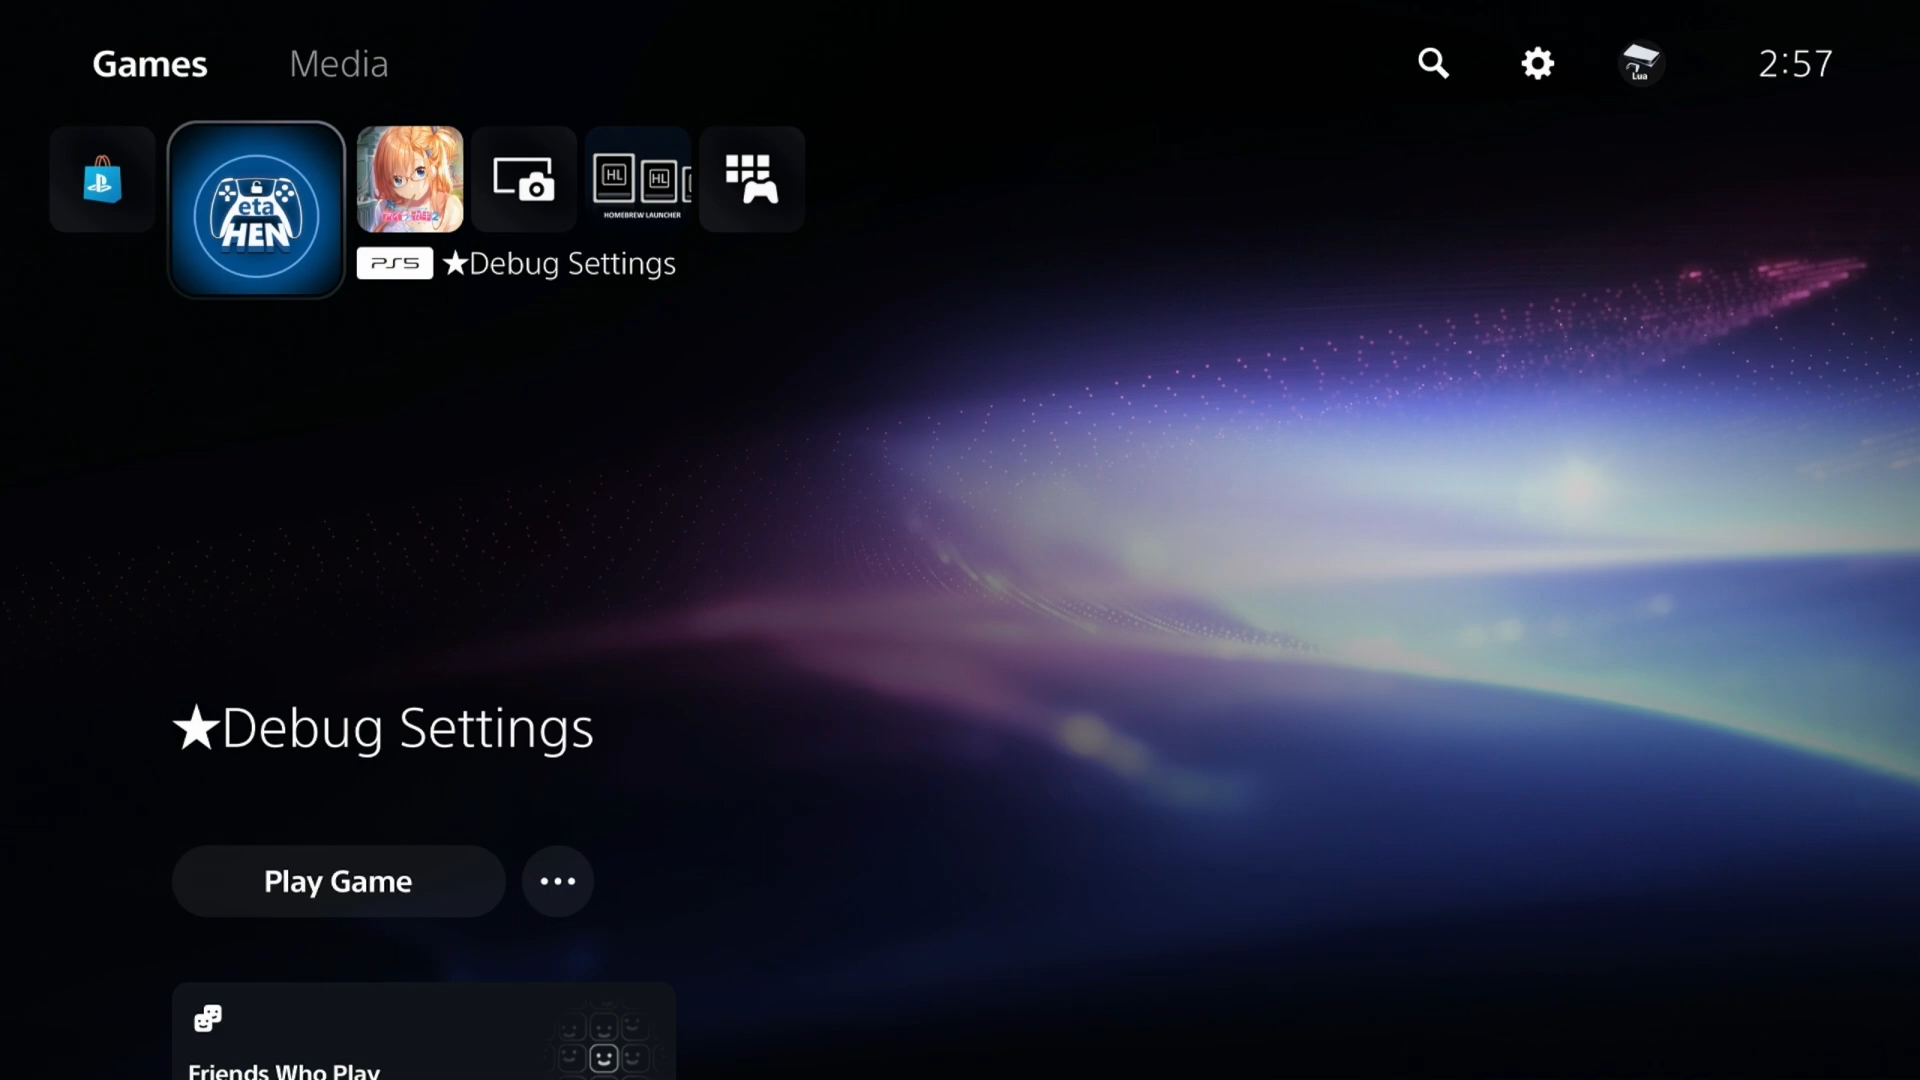 Games
Media
Lua
2:57
eta
HEN
HL
HL
HOMEBREW LAUNCHER
PS5
★Debug Settings
★Debug Settings
Play Game
Friends Who Play